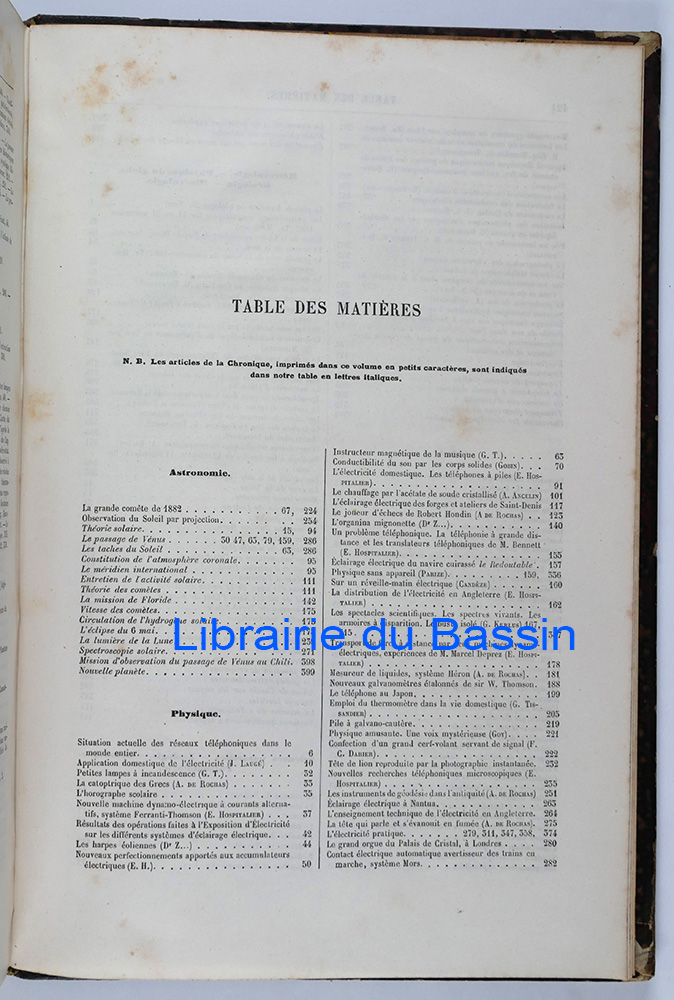 TABLE DES MATIÈRES
N. B. Les articles de la Chronique, imprimés dans ce volume en petits caractères, sont indiqués
dans notre table en lettres italiques.
Astronomie.
La grande comète de 1882 . . . . . . . . . . . 67, 224
Observation du Soleil par projection. . . . . . . . 254
Théorie solaire. . . . . . . . . . . . . . . 15, 94
Le passage de Vénus . . . . 30 47, 63, 79, 159, 286
Les taches du Soleil . . . . . . . . . . . . 63, 286
Constitution de l'atmosphère coronale. . . . . . . 95
Le méridien international . . . . . . . . . . . . 95
Entretien de l'activité solaire. . . . . . . . . . 111
Théorie des comètes . . . . . . . . . . . . . . 111
La mission de Floride . . . . . . . . . . . . . 142
Vitesse des comètes. . . . . . . . . . . . . . 175
Circulation de l'hydrogène solaire . . . . . . . 175
L'éclipse du 6 mai. . . . . . . . . . . . . .
La lumière de la Lune . . . . . . . . . . . .
Spectroscopie solaire. . . . . . . . . . . . . 271
Mission d'observation du passage de Vénus au Chili. 398
Nouvelle planète. . . . . . . . . . . . . . . 399
Physique.
Situation actuelle des réseaux téléphoniques dans le
monde entier. . . . . . . . . . . . . . . . 6
Application domestique de l'électricité (J. LAUGÉ) . . 10
Petites lampes à incandescence (G. T.). . . . . . . 32
La catoptrique des Grecs (A. DE ROCHAS) . . . . . . 35
L'horographe scolaire . . . . . . . . . . . . . 35
Nouvelle machine dynamo-électrique à courants alterna-
tifs, système Ferranti-Thomson (E. HOSPITALIER) . . . 37
Résultats des opérations faites à l'Exposition d'Électricité
sur les différents systèmes d'éclairage électrique. . . 42
Les harpes éoliennes (Dr Z...) . . . . . . . . . . 44
Nouveaux perfectionnements apportés aux accumulateurs
électriques (E. H.). . . . . . . . . . . . . . 50
Instructeur magnétique de la musique (G. T.). . . . . 63
Conductibilité du son par les corps solides (GOSIN). . . 70
L'électricité domestique. Les téléphones à piles (E. HOS-
PITALIER) . . . . . . . . . . . . . . . . . 91
Le chauffage par l'acétate de soude cristallisé (A. ANCELIN) 101
L'éclairage électrique des forges et ateliers de Saint-Denis 117
Le joueur d'échecs de Robert Houdin (A DE ROCHAS) . . 123
L'organina mignonette (Dr Z...) . . . . . . . . . . 140
Un problème téléphonique. La téléphonie à grande dis-
tance et les translateurs téléphoniques de M. Bennett
(E. HOSPITALIER) . . . . . . . . . . . . . . . 155
Éclairage électrique du navire cuirassé le Redoutable . 157
Physique sans appareil (PARIZE). . . . . . . 159, 336
Sur un réveille-matin électrique (CANDÈZE) . . . . . 160
La distribution de l'électricité en Angleterre (E. HOSPI-
TALIER) . . . . . . . . . . . . . . . . . . 162
Les spectacles scientifiques. Les spectres vivants. Les
armoires à disparition. Le buste isolé (G. KERLUS) 167,
TALIER) . . . . . . . . . . . . . . . . . . 178
électriques, expériences de M. Marcel Deprez (E. HOSPI-
Mesureur de liquides, système Héron (A. DE ROCHAS). . 181
Nouveaux galvanomètres étalonnés de sir W. Thomson. 188
Le téléphone au Japon. . . . . . . . . . . . . 199
Emploi du thermomètre dans la vie domestique (G. TIS-
SANDIER) . . . . . . . . . . . . . . . . . . 205
Pile à galvano-cautère. . . . . . . . . . . . . 219
Physique amusante. Une voix mystérieuse (GOY) . . . . 221
Confection d'un grand cerf-volant servant de signal (F.
C. DABIER). . . . . . . . . . . . . . . . . 222
Tête de lion reproduite par la photographie instantanée. 232
Nouvelles recherches téléphoniques microscopiques (E.
HOSPITALIER) . . . . . . . . . . . . . . . . 235
Les instruments de géodésie dans l'antiquité (A. DE ROCHAS) 251
Éclairage électrique à Nantua. . . . . . . . . . 263
L'enseignement technique de l'électricité en Angleterre. 264
La tête qui parle et s'évanouit en fumée (A. DE ROCHAS). 275
L'électricité pratique. . . . . . . 279, 311, 347, 358, 374
Le grand orgue du Palais de Cristal, à Londres . . . . 280
Contact électrique automatique avertisseur des trains en
marche, système Mors. . . . . . . . . . . . . 282
Librairie du Bassin